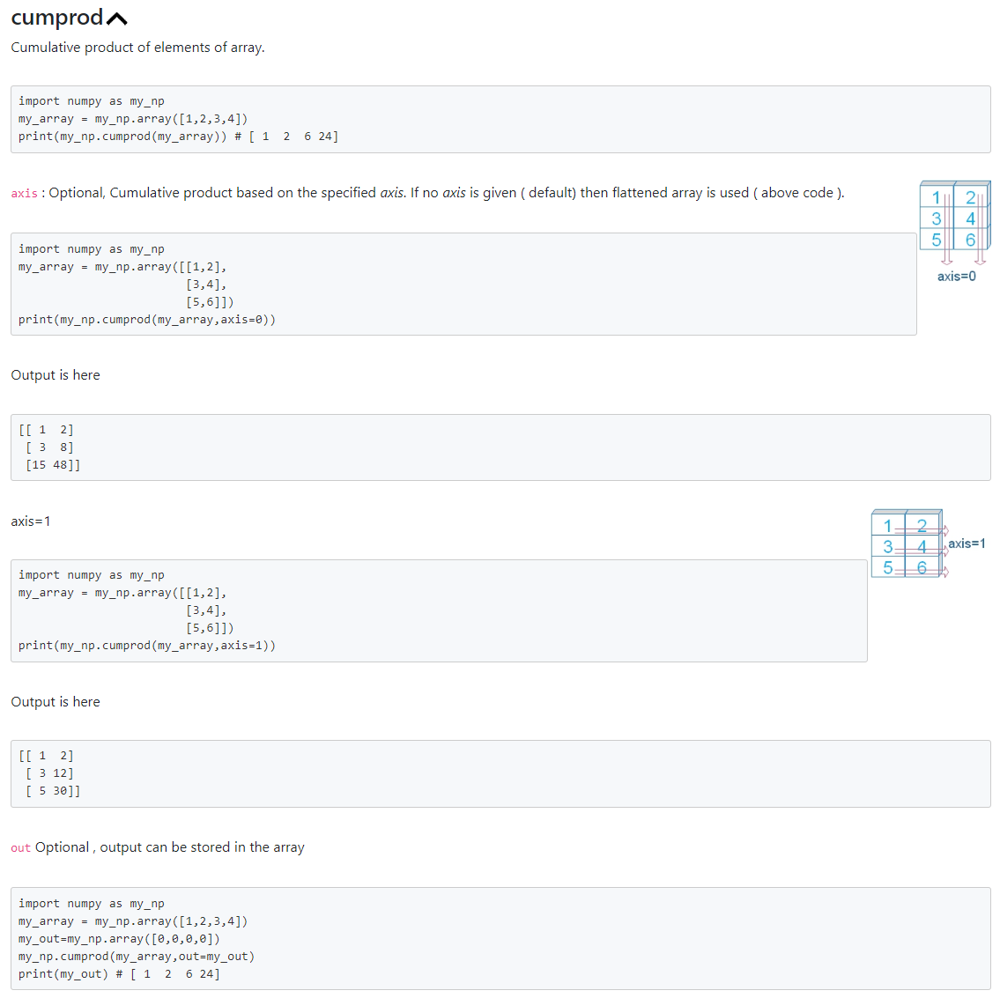 cumprod
Cumulative product of elements of array.
import numpy as my_np
my_array = my_np.array([1,2,3,4])
print(my_np.cumprod(my_array)) # [ 1  2  6 24]
axis : Optional, Cumulative product based on the specified axis. If no axis is given ( default) then flattened array is used ( above code ).
1 2
3 4
5 6
axis=0
import numpy as my_np
my_array = my_np.array([[1,2],
                        [3,4],
                        [5,6]])
print(my_np.cumprod(my_array,axis=0))
Output is here
[[ 1  2]
 [ 3  8]
 [15 48]]
axis=1
1 2
3 4
5 6
axis=1
import numpy as my_np
my_array = my_np.array([[1,2],
                        [3,4],
                        [5,6]])
print(my_np.cumprod(my_array,axis=1))
Output is here
[[ 1  2]
 [ 3 12]
 [ 5 30]]
out Optional , output can be stored in the array
import numpy as my_np
my_array = my_np.array([1,2,3,4])
my_out=my_np.array([0,0,0,0])
my_np.cumprod(my_array,out=my_out)
print(my_out) # [ 1  2  6 24]